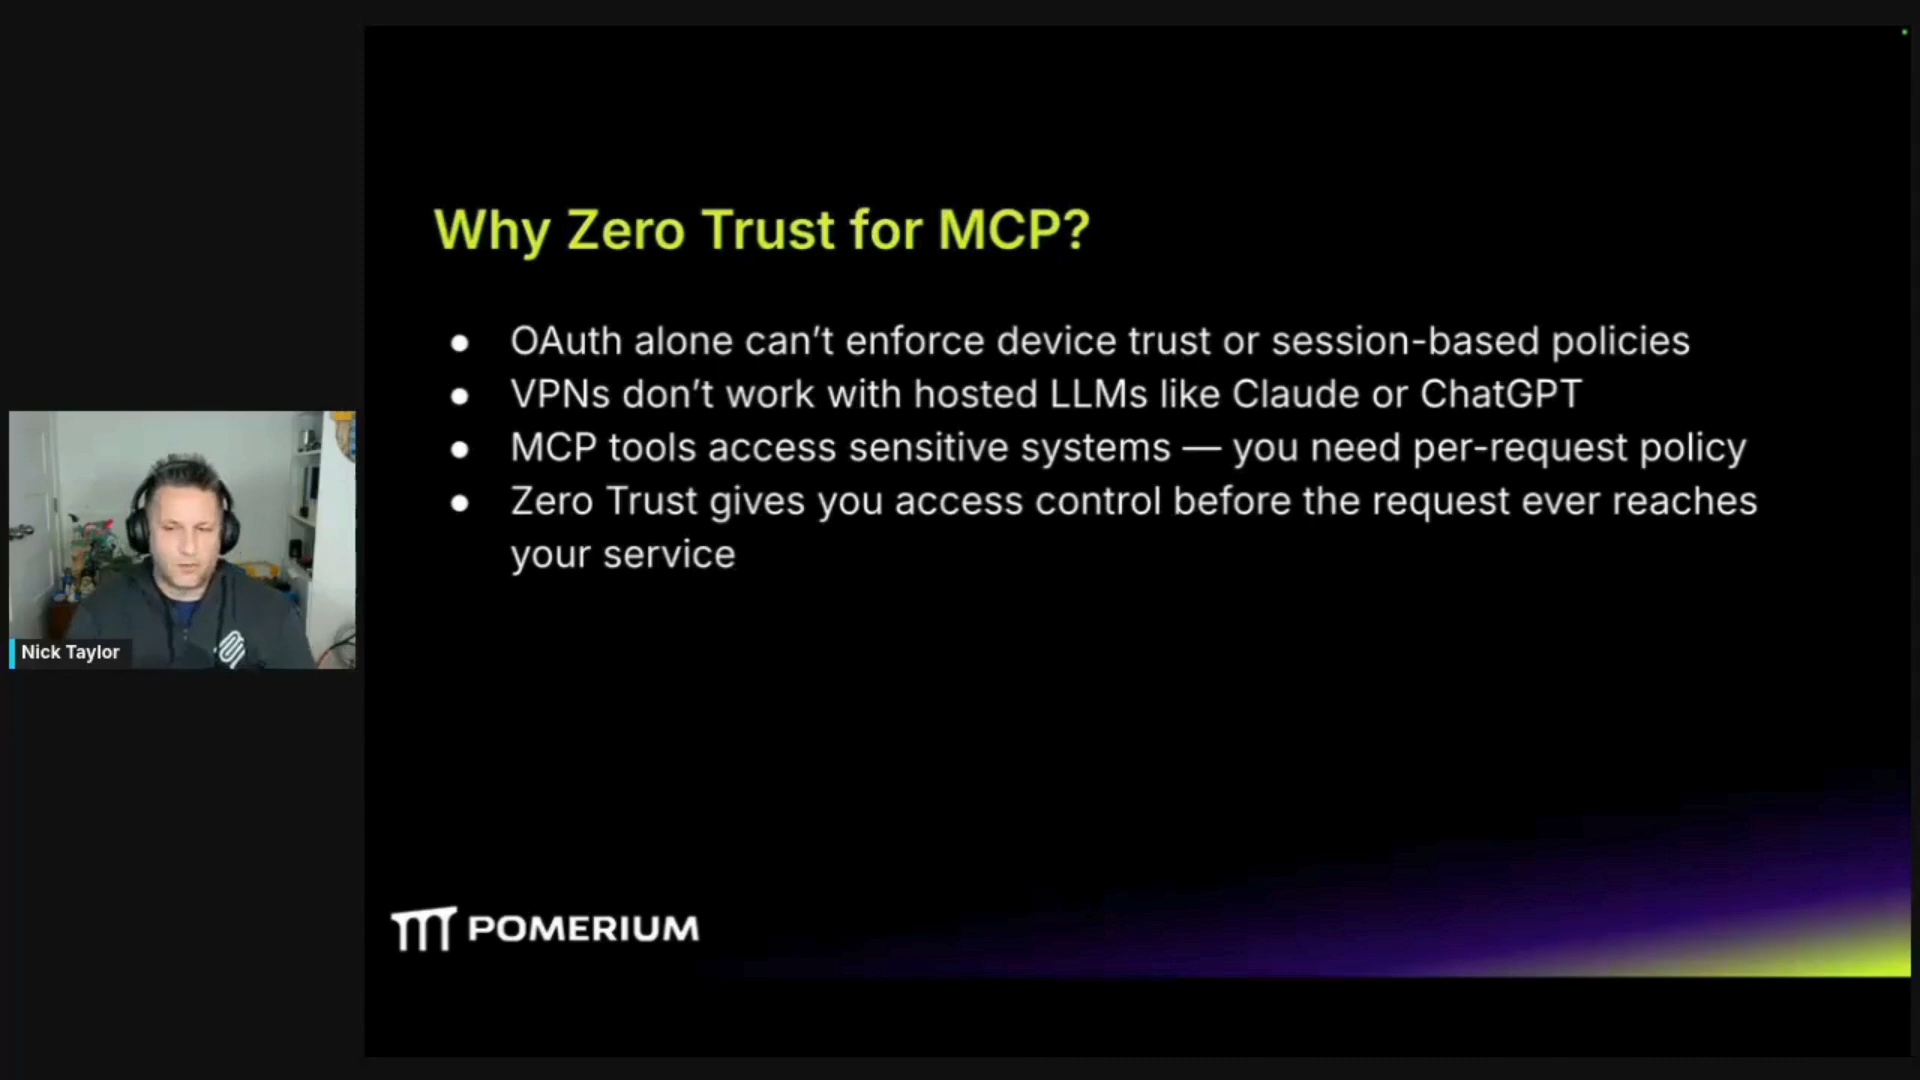 Why Zero Trust for MCP?
● OAuth alone can’t enforce device trust or session-based policies
● VPNs don’t work with hosted LLMs like Claude or ChatGPT
● MCP tools access sensitive systems — you need per-request policy
● Zero Trust gives you access control before the request ever reaches
your service
Nick Taylor
POMERIUM